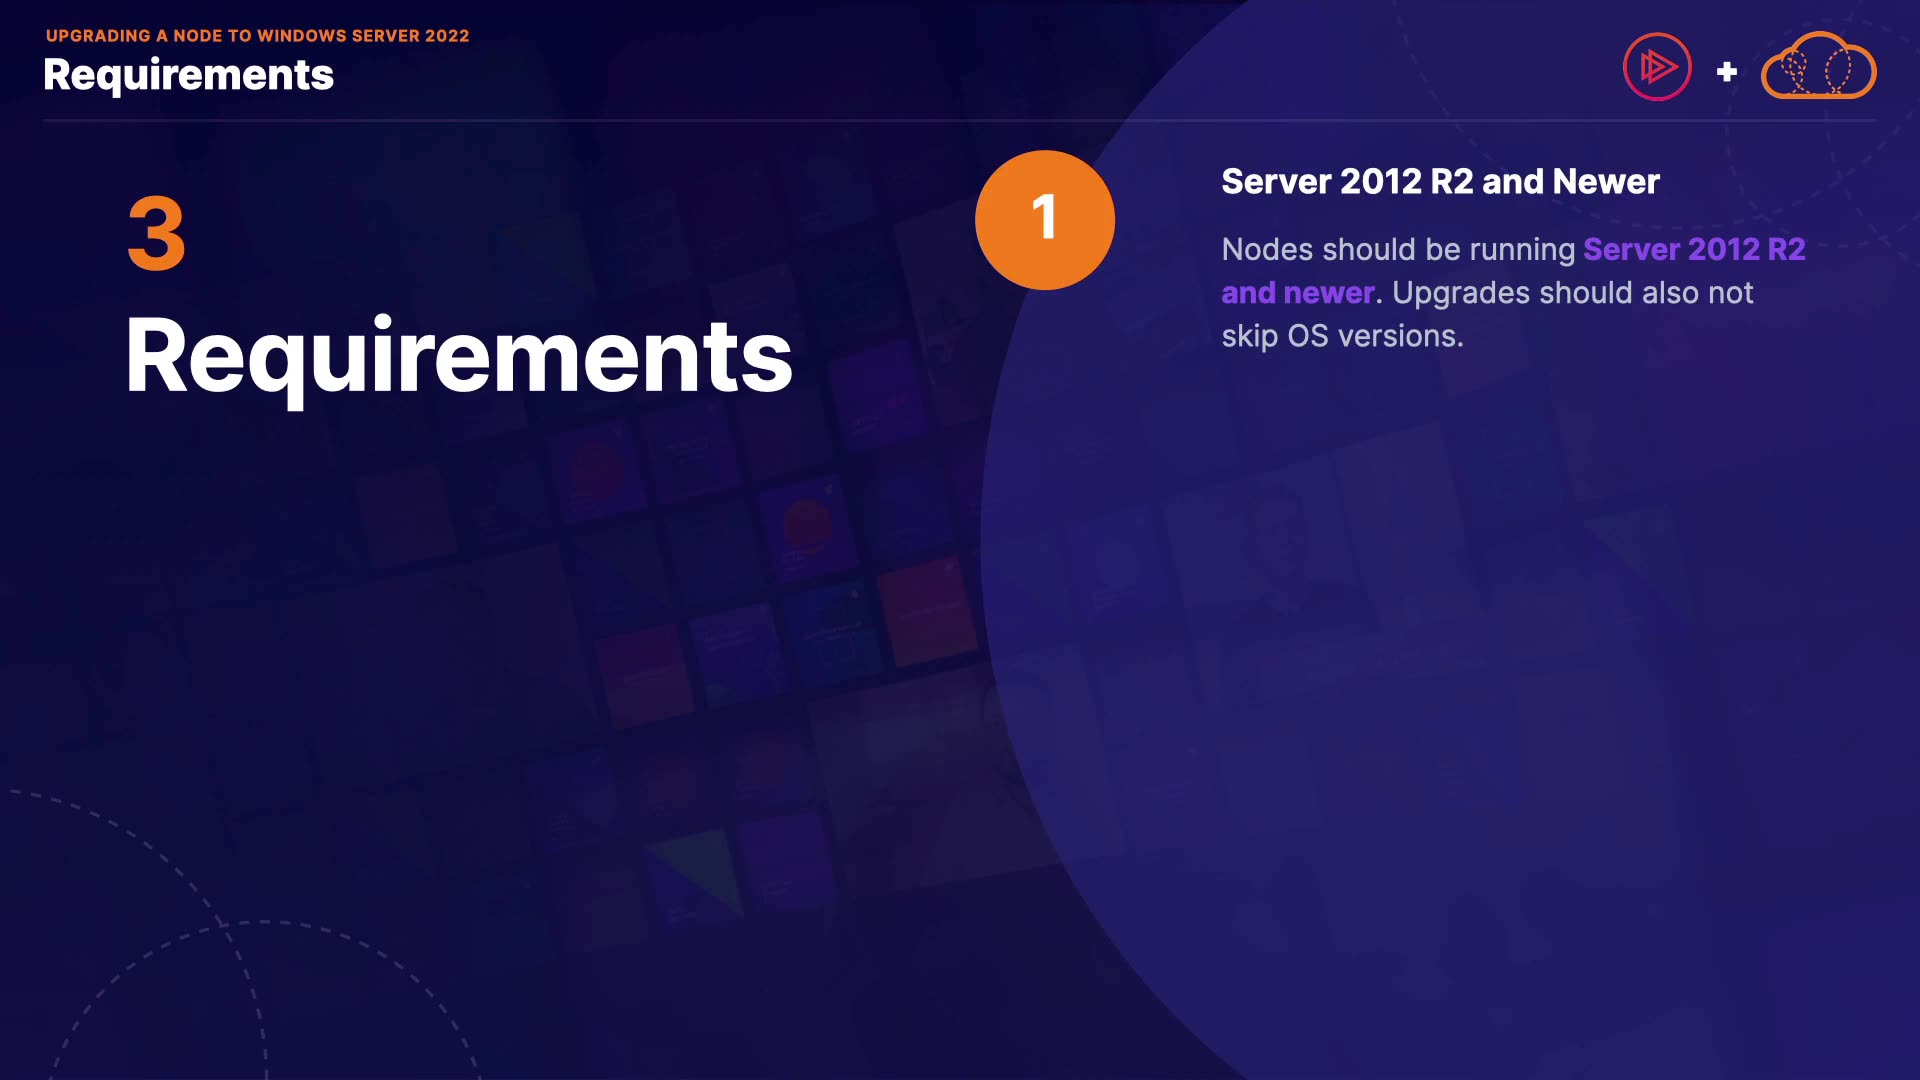 UPGRADING A NODE TO WINDOWS SERVER 2022
Requirements
3
Requirements
1
Server 2012 R2 and Newer
Nodes should be running Server 2012 R2
and newer. Upgrades should also not
skip OS versions.